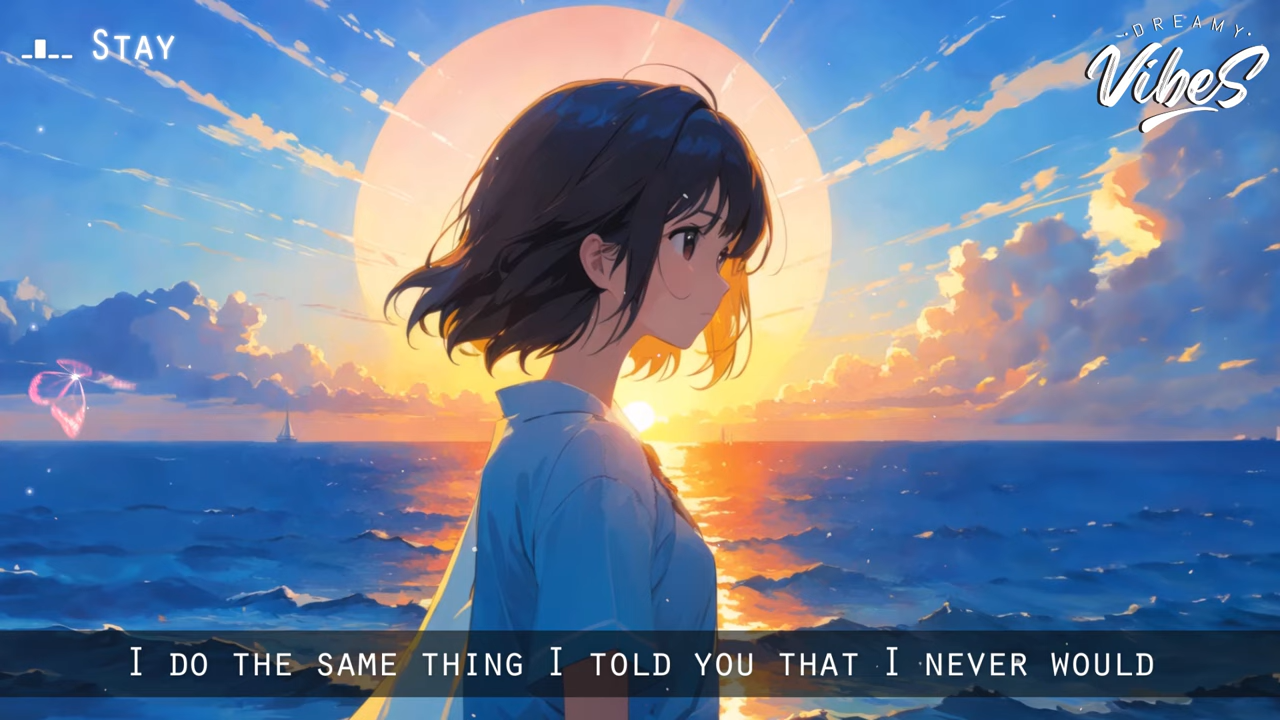 STAY
DREAMY
Vibes
I DO THE SAME THING I TOLD YOU THAT I NEVER WOULD